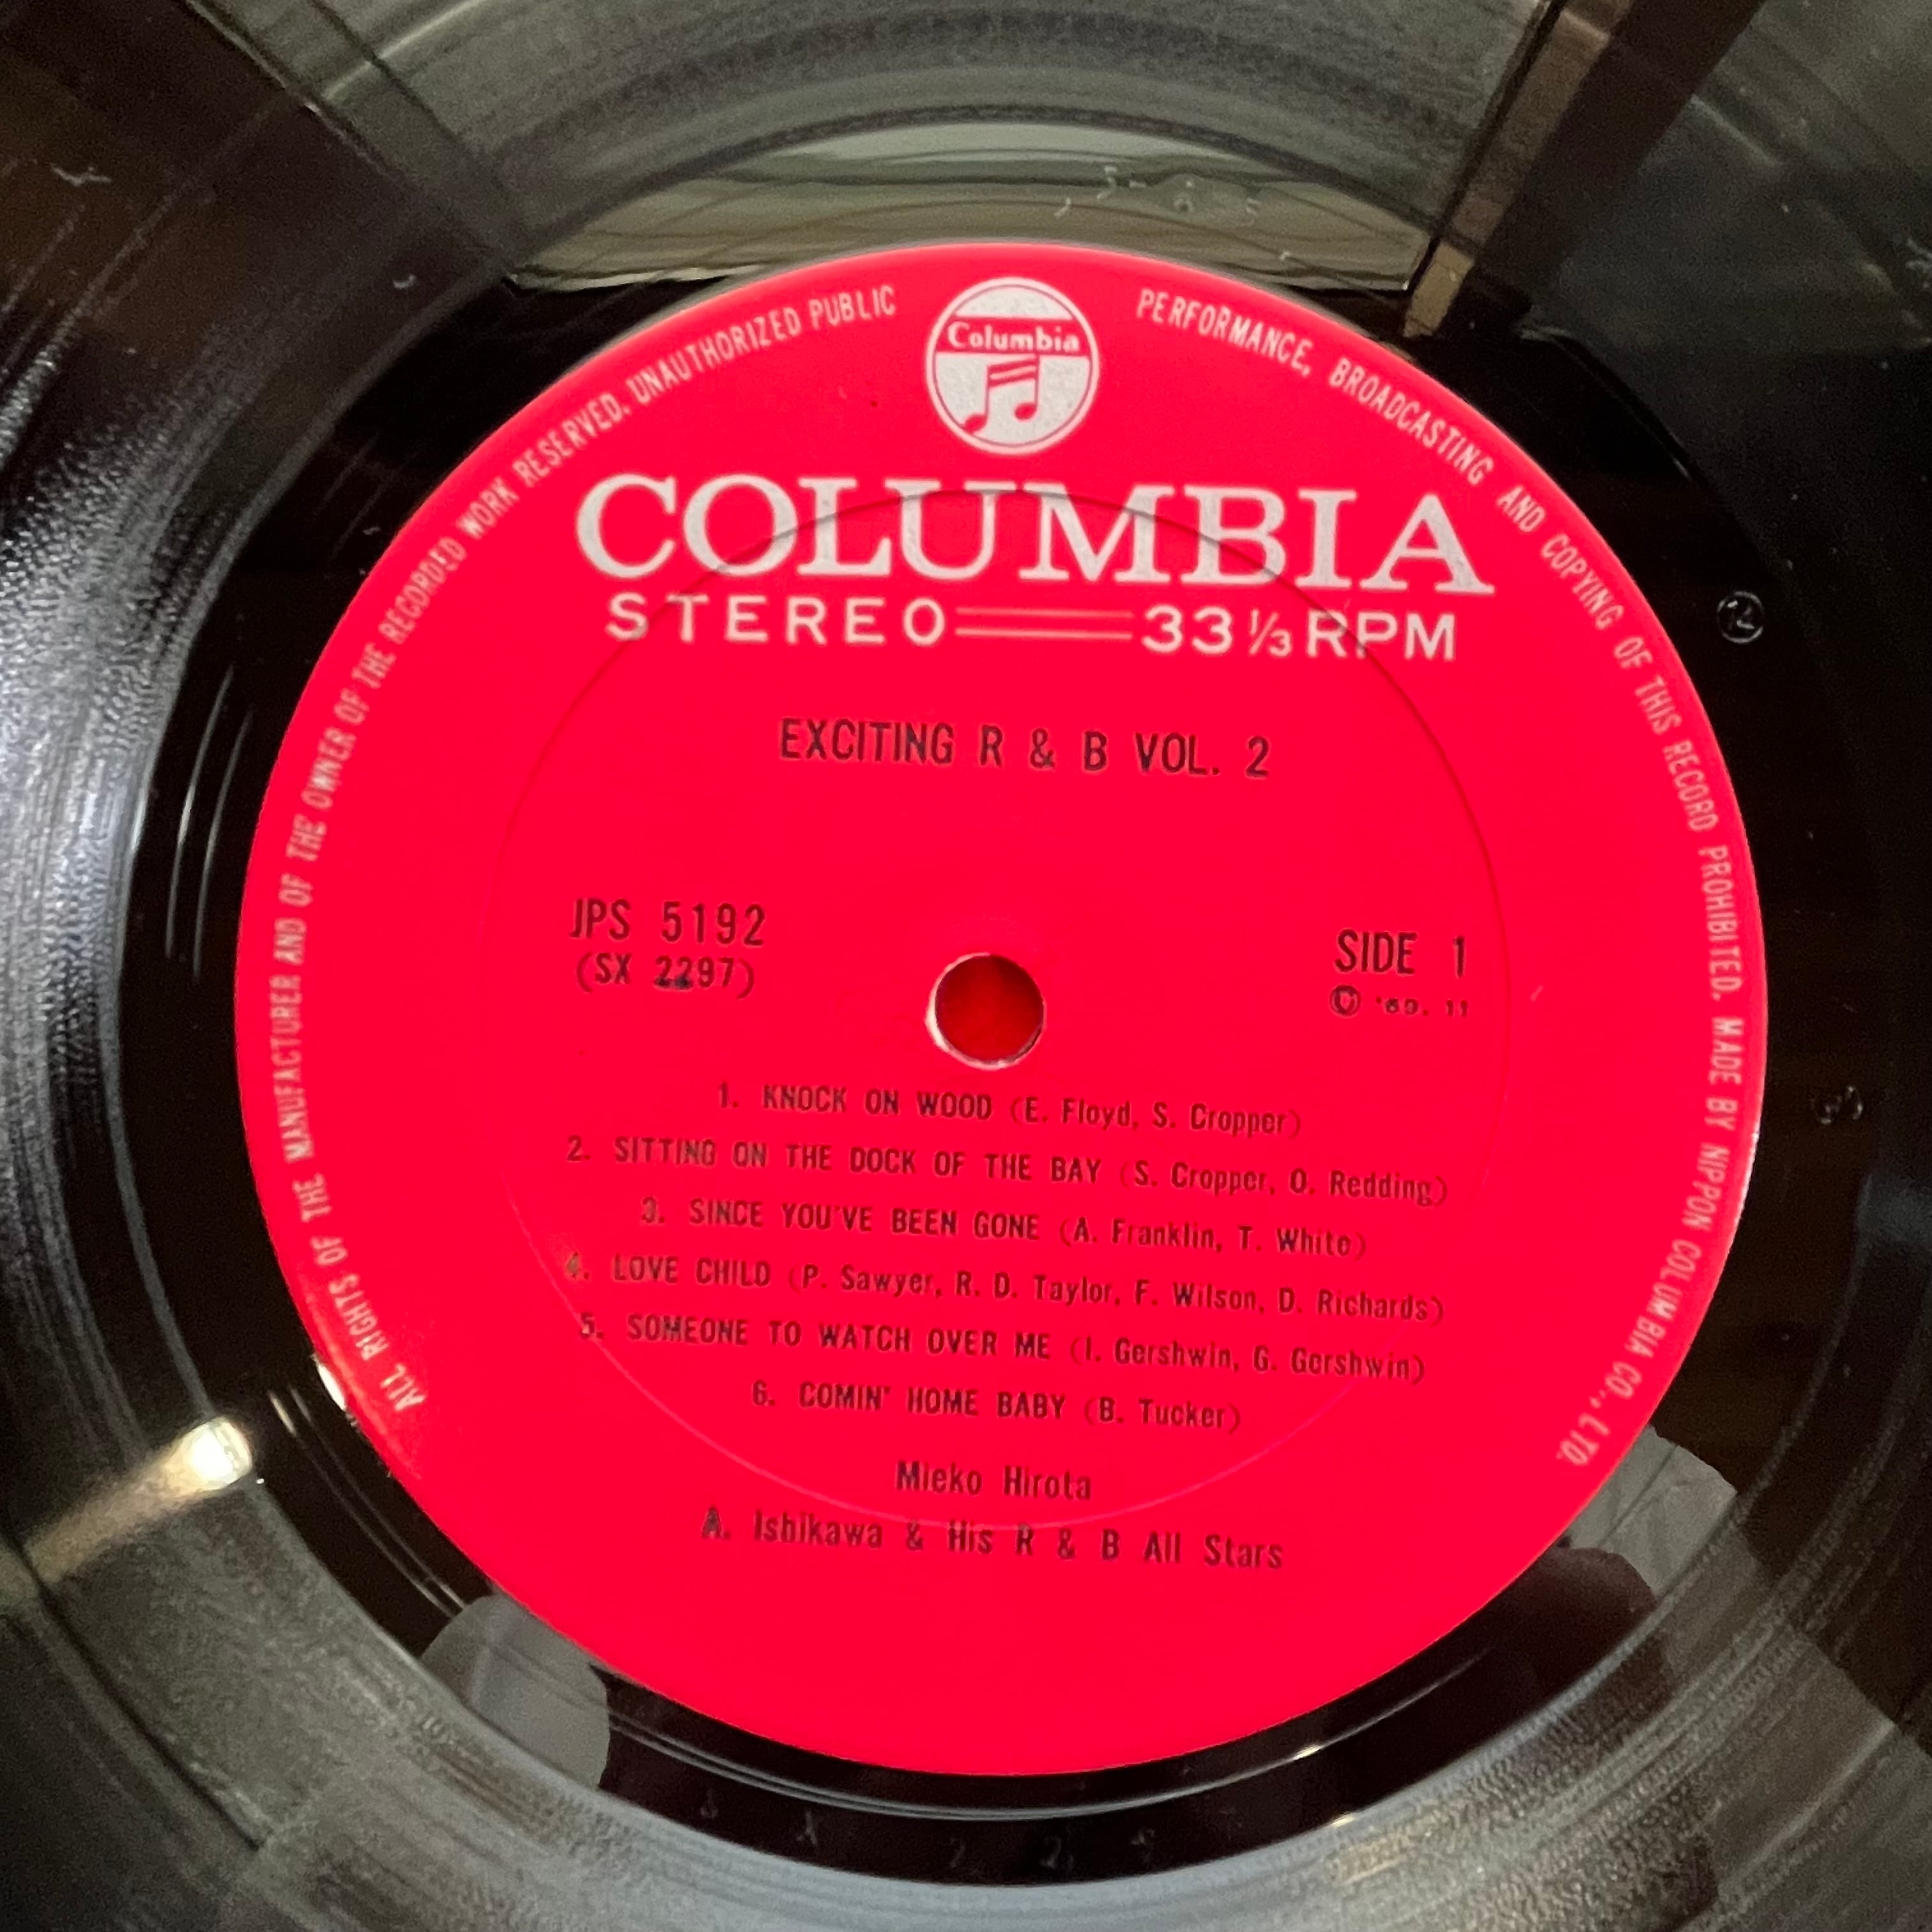 ALL RIGHTS OF THE MANUFACTURER AND OF THE OWNER OF THE RECORDED WORK RESERVED. UNAUTHORIZED PUBLIC PERFORMANCE, BROADCASTING AND COPYING OF THIS RECORD PROHIBITED. MADE BY NIPPON COLUMBIA CO., LTD.
Columbia
COLUMBIA
STEREO 33 1/3 RPM
EXCITING R & B VOL. 2
JPS 5192
(SX 2297)
SIDE 1
Ⓤ '69. 11
1. KNOCK ON WOOD (E. Floyd, S. Cropper)
2. SITTING ON THE DOCK OF THE BAY (S. Cropper, O. Redding)
3. SINCE YOU'VE BEEN GONE (A. Franklin, T. White)
4. LOVE CHILD (P. Sawyer, R. D. Taylor, F. Wilson, D. Richards)
5. SOMEONE TO WATCH OVER ME (I. Gershwin, G. Gershwin)
6. COMIN' HOME BABY (B. Tucker)
Mieko Hirota
A. Ishikawa & His R & B All Stars